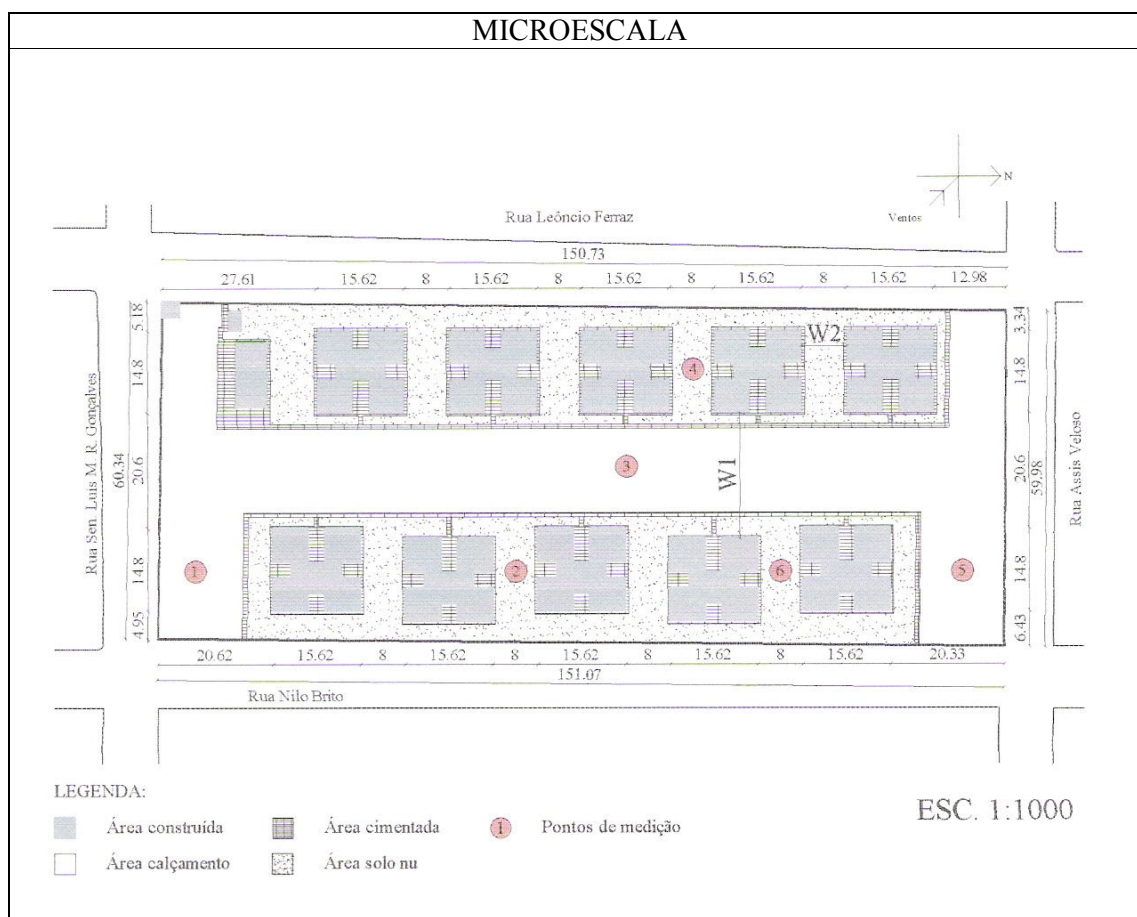 MICROESCALA
N
Ventos
Rua Leôncio Ferraz
150.73
27.61 15.62 8 15.62 8 15.62 8 15.62 8 15.62 12.98
Rua Sen. Luis M. R. Gonçalves
60.34
5.18
14.8
20.6
14.8
4.95
W2
4
3
W1
1
2
6
5
3.34
14.8
20.6
14.8
6.43
59.98
Rua Assis Veloso
20.62 15.62 8 15.62 8 15.62 8 15.62 8 15.62 20.33
151.07
Rua Nilo Brito
LEGENDA:
Área construída Área cimentada 1 Pontos de medição
Área calçamento Área solo nu
ESC. 1:1000